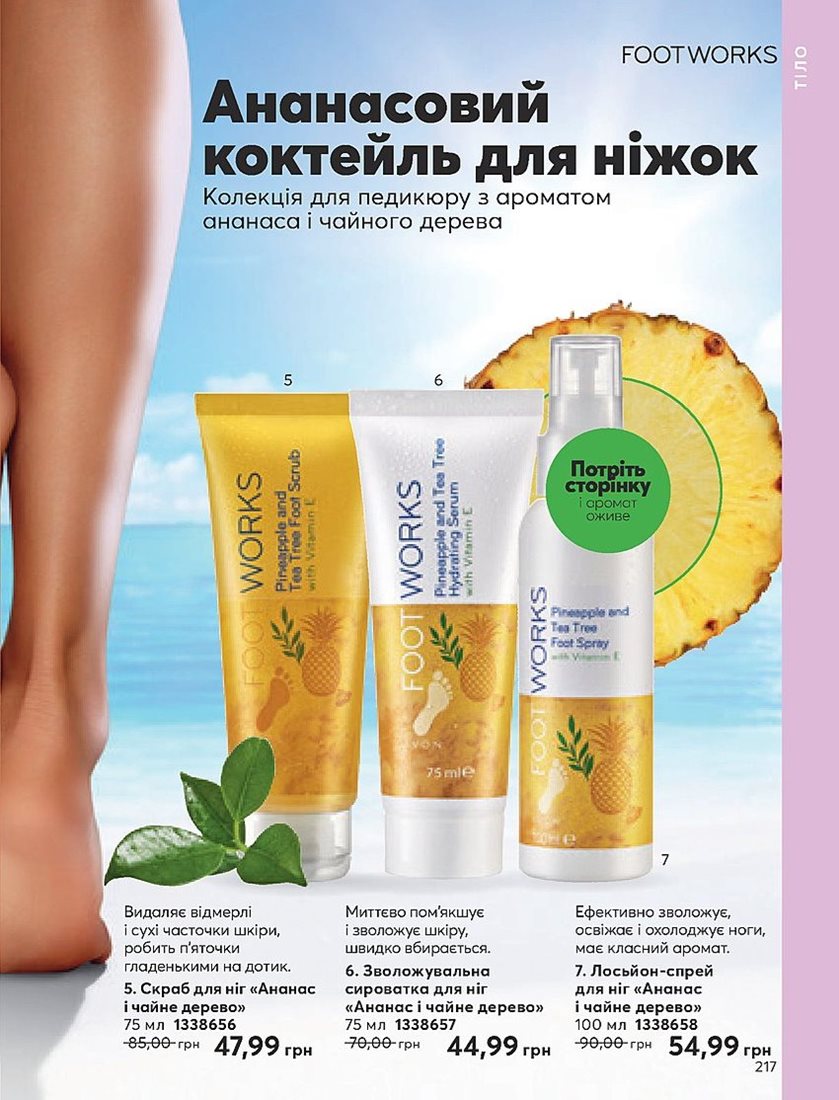 FOOTWORKS
ТІЛО
Ананасовий
коктейль для ніжок
Колекція для педикюру з ароматом
ананаса і чайного дерева
5
6
Потріть
сторінку
і аромат
оживе
FOOT WORKS
Pineapple and
Tea Tree Foot Scrub
with Vitamin E
FOOT WORKS
Pineapple and Tea Tree
Hydrating Serum
with Vitamin E
AVON
75 ml e
FOOT WORKS
Pineapple and
Tea Tree
Foot Spray
with Vitamin E
100ml e
7
Видаляє відмерлі
і сухі часточки шкіри,
робить п'яточки
гладенькими на дотик.
5. Скраб для ніг «Ананас
і чайне дерево»
75 мл 1338656
85,00 грн 47,99 грн
Миттєво пом'якшує
і зволожує шкіру,
швидко вбирається.
6. Зволожувальна
сироватка для ніг
«Ананас і чайне дерево»
75 мл 1338657
70,00 грн 44,99 грн
Ефективно зволожує,
освіжає і охолоджує ноги,
має класний аромат.
7. Лосьйон-спрей
для ніг «Ананас
і чайне дерево»
100 мл 1338658
90,00 грн 54,99 грн
217